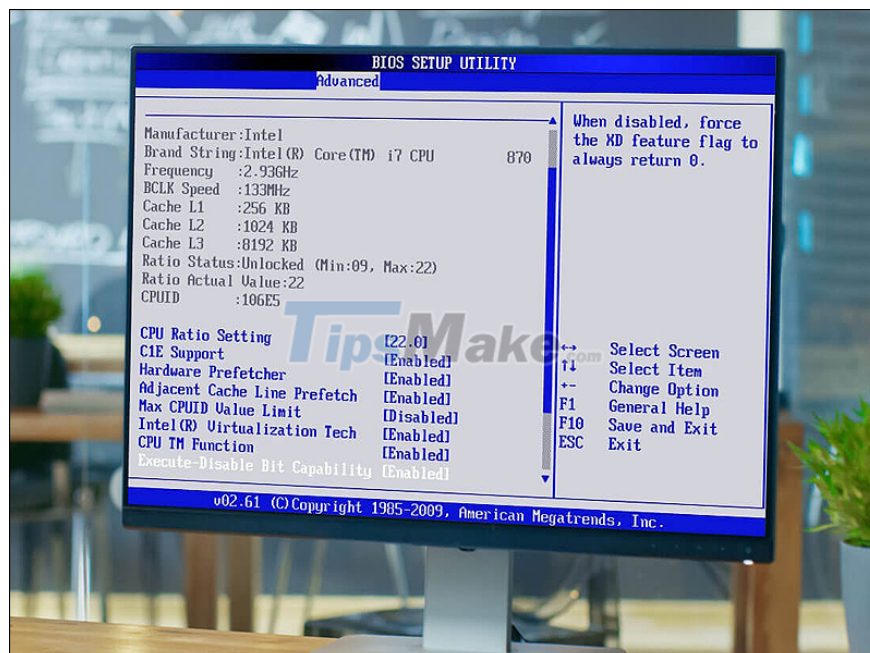 BIOS SETUP UTILITY
Advanced
Manufacturer:Intel
Brand String:Intel(R) Core(TM) i7 CPU 870
Frequency :2.93GHz
BCLK Speed :133MHz
Cache L1 :256 KB
Cache L2 :1024 KB
Cache L3 :8192 KB
Ratio Status:Unlocked (Min:09, Max:22)
Ratio Actual Value:22
CPUID :106E5
CPU Ratio Setting [22.0]
C1E Support [Enabled]
Hardware Prefetcher [Enabled]
Adjacent Cache Line Prefetch [Enabled]
Max CPUID Value Limit [Disabled]
Intel(R) Virtualization Tech [Enabled]
CPU TM Function [Enabled]
Execute-Disable Bit Capability [Enabled]
When disabled, force
the XD feature flag to
always return 0.
↔ Select Screen
↑↓ Select Item
+- Change Option
F1 General Help
F10 Save and Exit
ESC Exit
v02.61 (C)Copyright 1985-2009, American Megatrends, Inc.
TipsMake.com